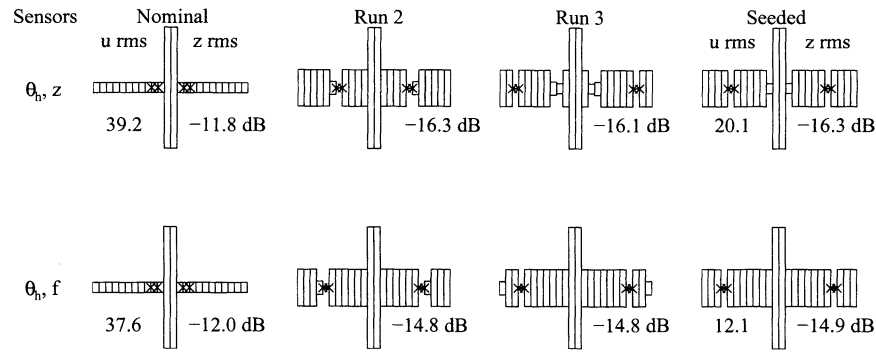 Sensors Nominal Run 2 Run 3 Seeded
u rms z rms u rms z rms
θh, z
39.2 −11.8 dB −16.3 dB −16.1 dB 20.1 −16.3 dB
θh, f
37.6 −12.0 dB −14.8 dB −14.8 dB 12.1 −14.9 dB